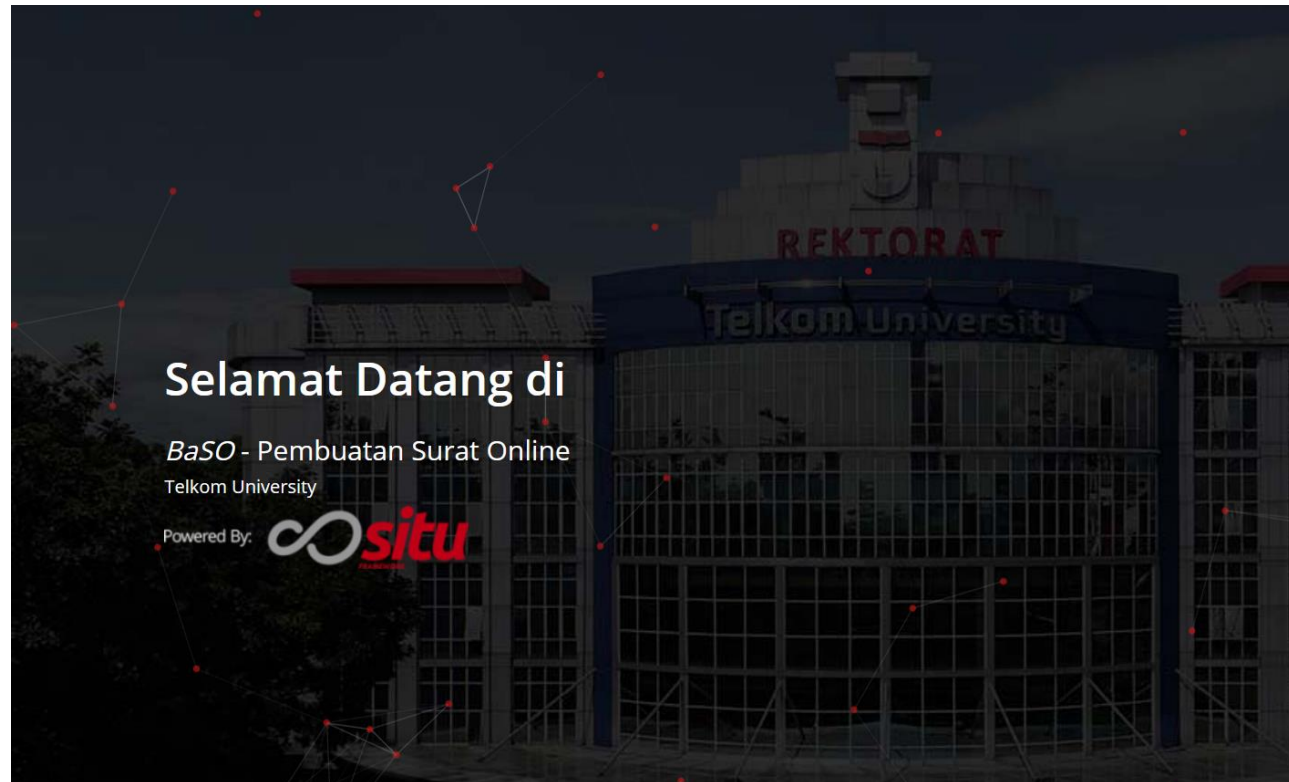 REKTORAT
Telkom University
Selamat Datang di
BaSO - Pembuatan Surat Online
Telkom University
Powered By: situ